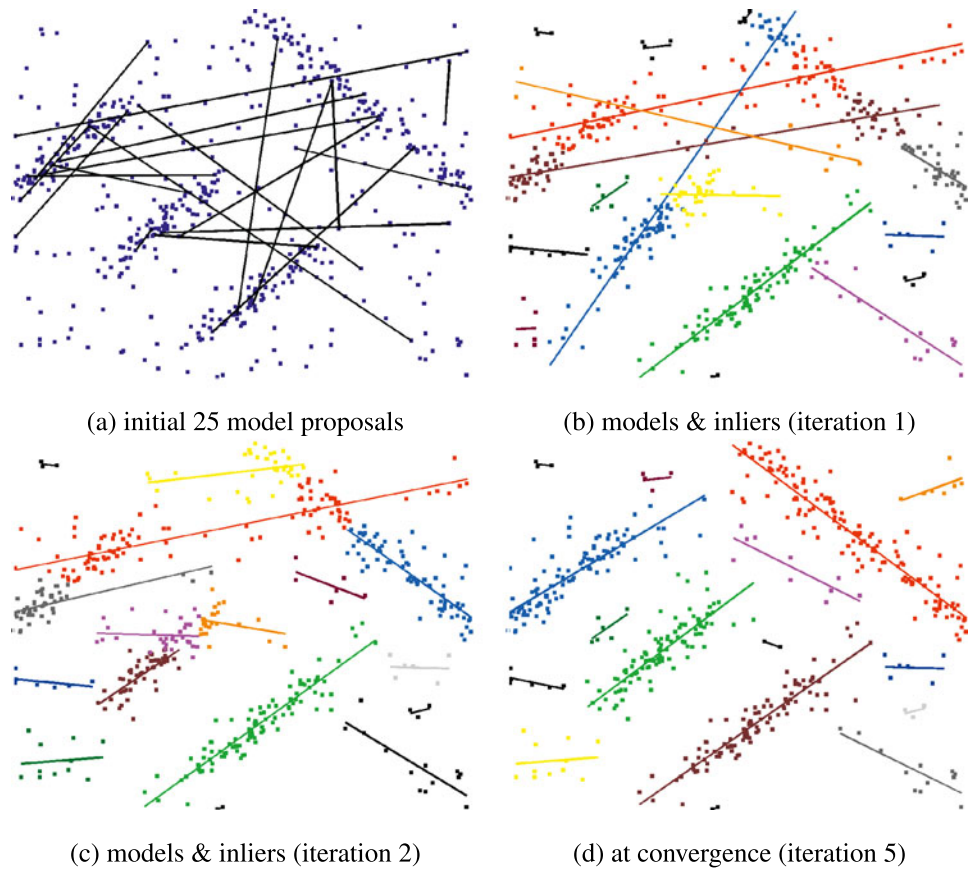 (a) initial 25 model proposals
(b) models & inliers (iteration 1)
(c) models & inliers (iteration 2)
(d) at convergence (iteration 5)